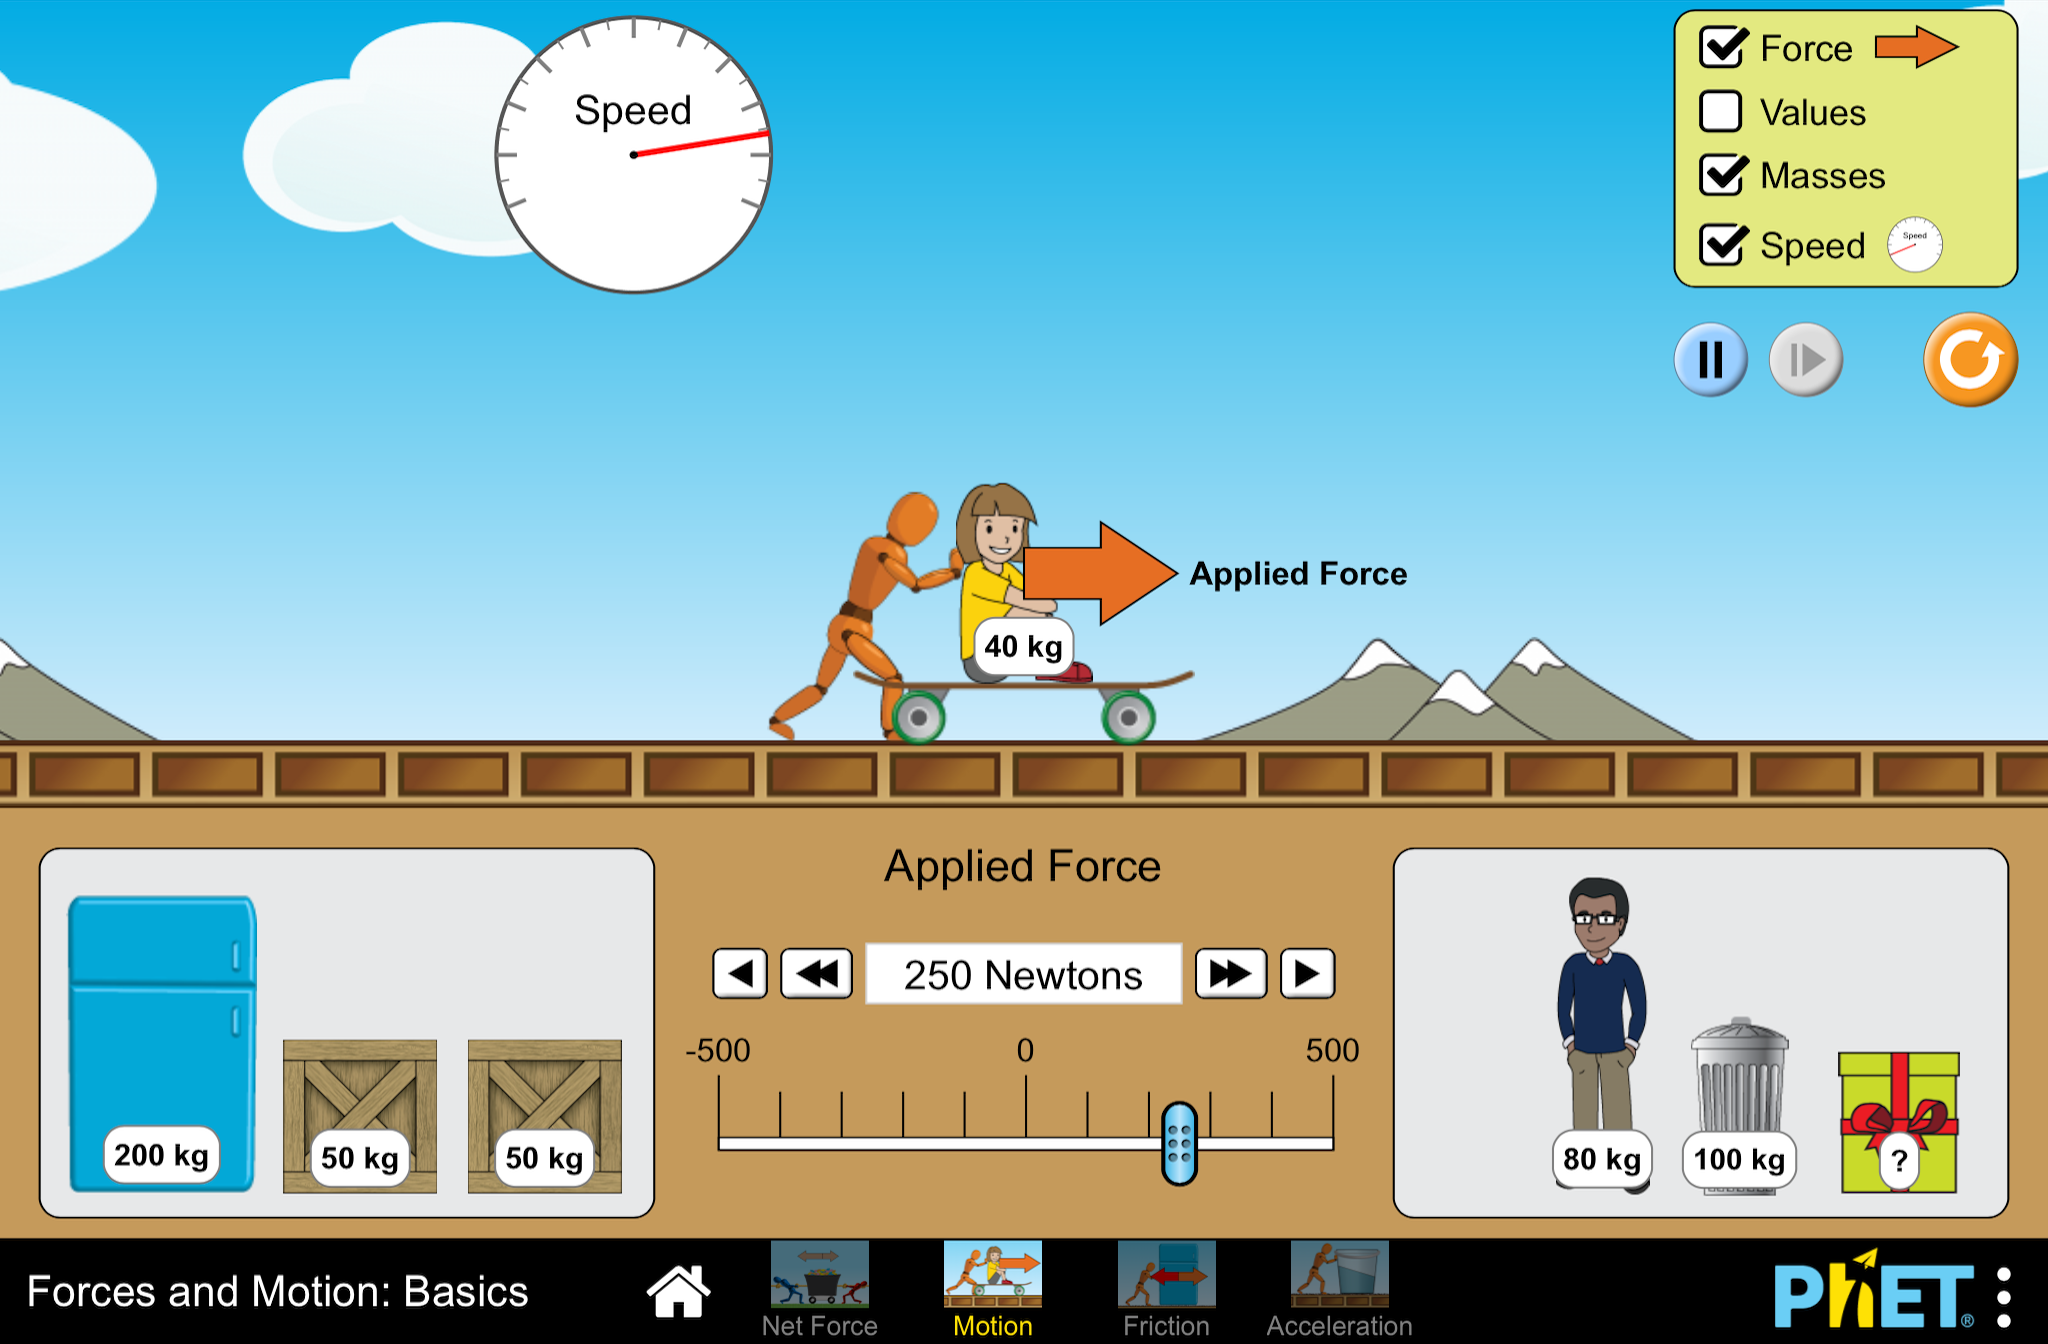 Speed
Force
Values
Masses
Speed
Speed
Applied Force
40 kg
Applied Force
250 Newtons
-500 0 500
200 kg
50 kg
50 kg
80 kg
100 kg
?
Forces and Motion: Basics
Net Force
Motion
Friction
Acceleration
PhET®